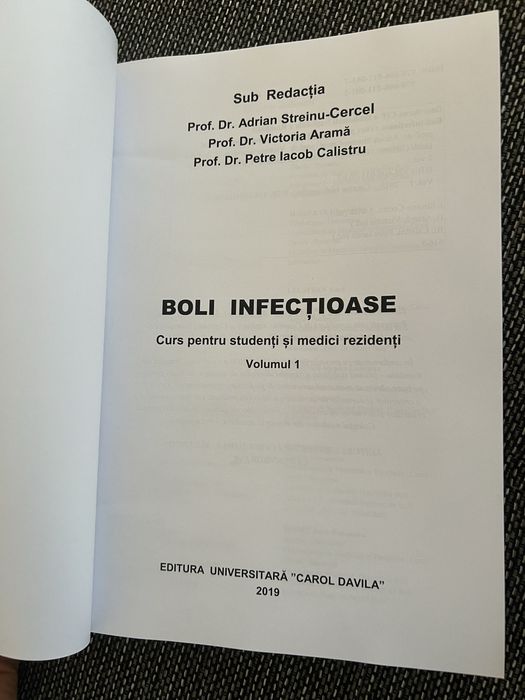 Sub Redacția
Prof. Dr. Adrian Streinu-Cercel
Prof. Dr. Victoria Aramă
Prof. Dr. Petre Iacob Calistru
BOLI INFECȚIOASE
Curs pentru studenți și medici rezidenți
Volumul 1
EDITURA UNIVERSITARĂ "CAROL DAVILA"
2019